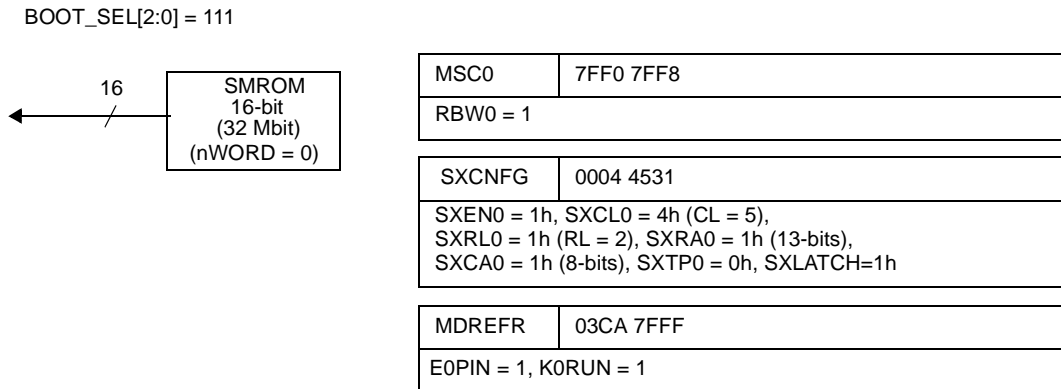 BOOT_SEL[2:0] = 111
16
SMROM
16-bit
(32 Mbit)
(nWORD = 0)
MSC0 7FF0 7FF8
RBW0 = 1
SXCNFG 0004 4531
SXEN0 = 1h, SXCL0 = 4h (CL = 5),
SXRL0 = 1h (RL = 2), SXRA0 = 1h (13-bits),
SXCA0 = 1h (8-bits), SXTP0 = 0h, SXLATCH=1h
MDREFR 03CA 7FFF
E0PIN = 1, K0RUN = 1